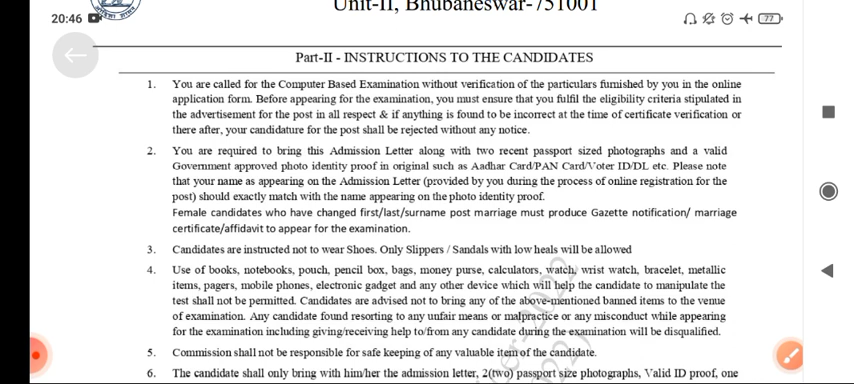 Unit-II, Bhubaneswar-751001
20:46
77
Part-II - INSTRUCTIONS TO THE CANDIDATES
1. You are called for the Computer Based Examination without verification of the particulars furnished by you in the online
application form. Before appearing for the examination, you must ensure that you fulfil the eligibility criteria stipulated in
the advertisement for the post in all respect & if anything is found to be incorrect at the time of certificate verification or
there after, your candidature for the post shall be rejected without any notice.
2. You are required to bring this Admission Letter along with two recent passport sized photographs and a valid
Government approved photo identity proof in original such as Aadhar Card/PAN Card/Voter ID/DL etc. Please note
that your name as appearing on the Admission Letter (provided by you during the process of online registration for the
post) should exactly match with the name appearing on the photo identity proof.
Female candidates who have changed first/last/surname post marriage must produce Gazette notification/ marriage
certificate/affidavit to appear for the examination.
3. Candidates are instructed not to wear Shoes. Only Slippers / Sandals with low heals will be allowed
4. Use of books, notebooks, pouch, pencil box, bags, money purse, calculators, watch, wrist watch, bracelet, metallic
items, pagers, mobile phones, electronic gadget and any other device which will help the candidate to manipulate the
test shall not be permitted. Candidates are advised not to bring any of the above-mentioned banned items to the venue
of examination. Any candidate found resorting to any unfair means or malpractice or any misconduct while appearing
for the examination including giving/receiving help to/from any candidate during the examination will be disqualified.
5. Commission shall not be responsible for safe keeping of any valuable item of the candidate.
6. The candidate shall only bring with him/her the admission letter, 2(two) passport size photographs, Valid ID proof, one